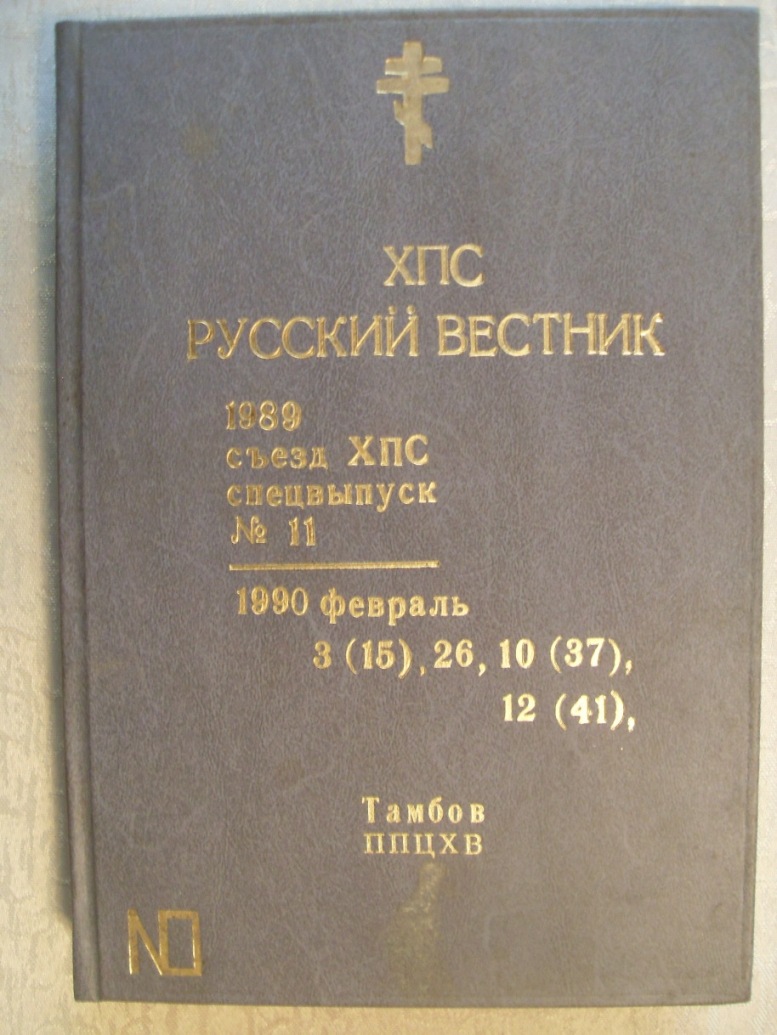 ХПС
РУССКИЙ ВЕСТНИК
1989
съезд ХПС
спецвыпуск
№ 11
1990 февраль
3 (15), 26, 10 (37),
12 (41),
Тамбов
ППЦХВ